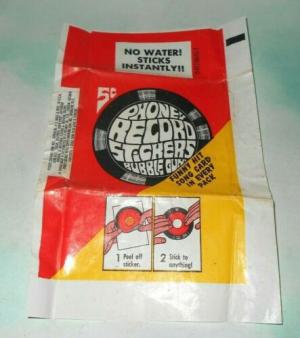 NO WATER!
STICKS
INSTANTLY!!
5¢
PHONEY
RECORD
STICKERS
BUBBLE GUM
FUNNY HIT
SONG CARD
IN EVERY
PACK
1 Peel off
sticker.
2 Stick to
anything!